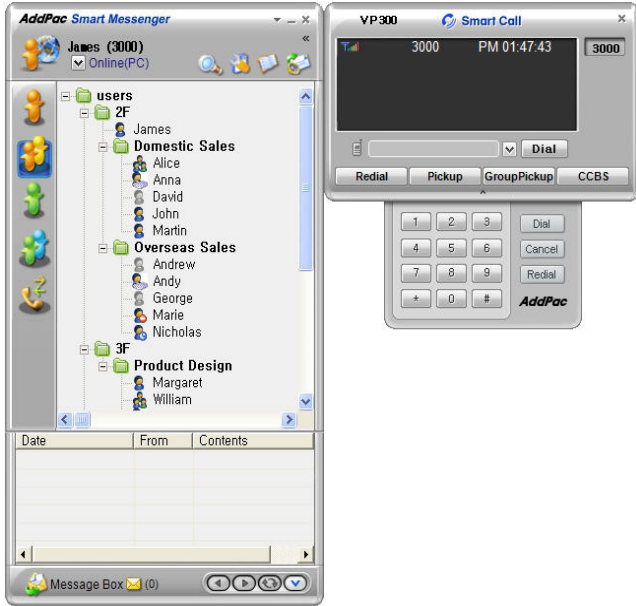 AddPac Smart Messenger
James (3000)
Online(PC)
users
2F
James
Domestic Sales
Alice
Anna
David
John
Martin
Overseas Sales
Andrew
Andy
George
Marie
Nicholas
3F
Product Design
Margaret
William
Date From Contents
Message Box (0)
VP300 Smart Call
3000 PM 01:47:43 3000
Dial
Redial Pickup GroupPickup CCBS
1 2 3 Dial
4 5 6 Cancel
7 8 9 Redial
* 0 # AddPac